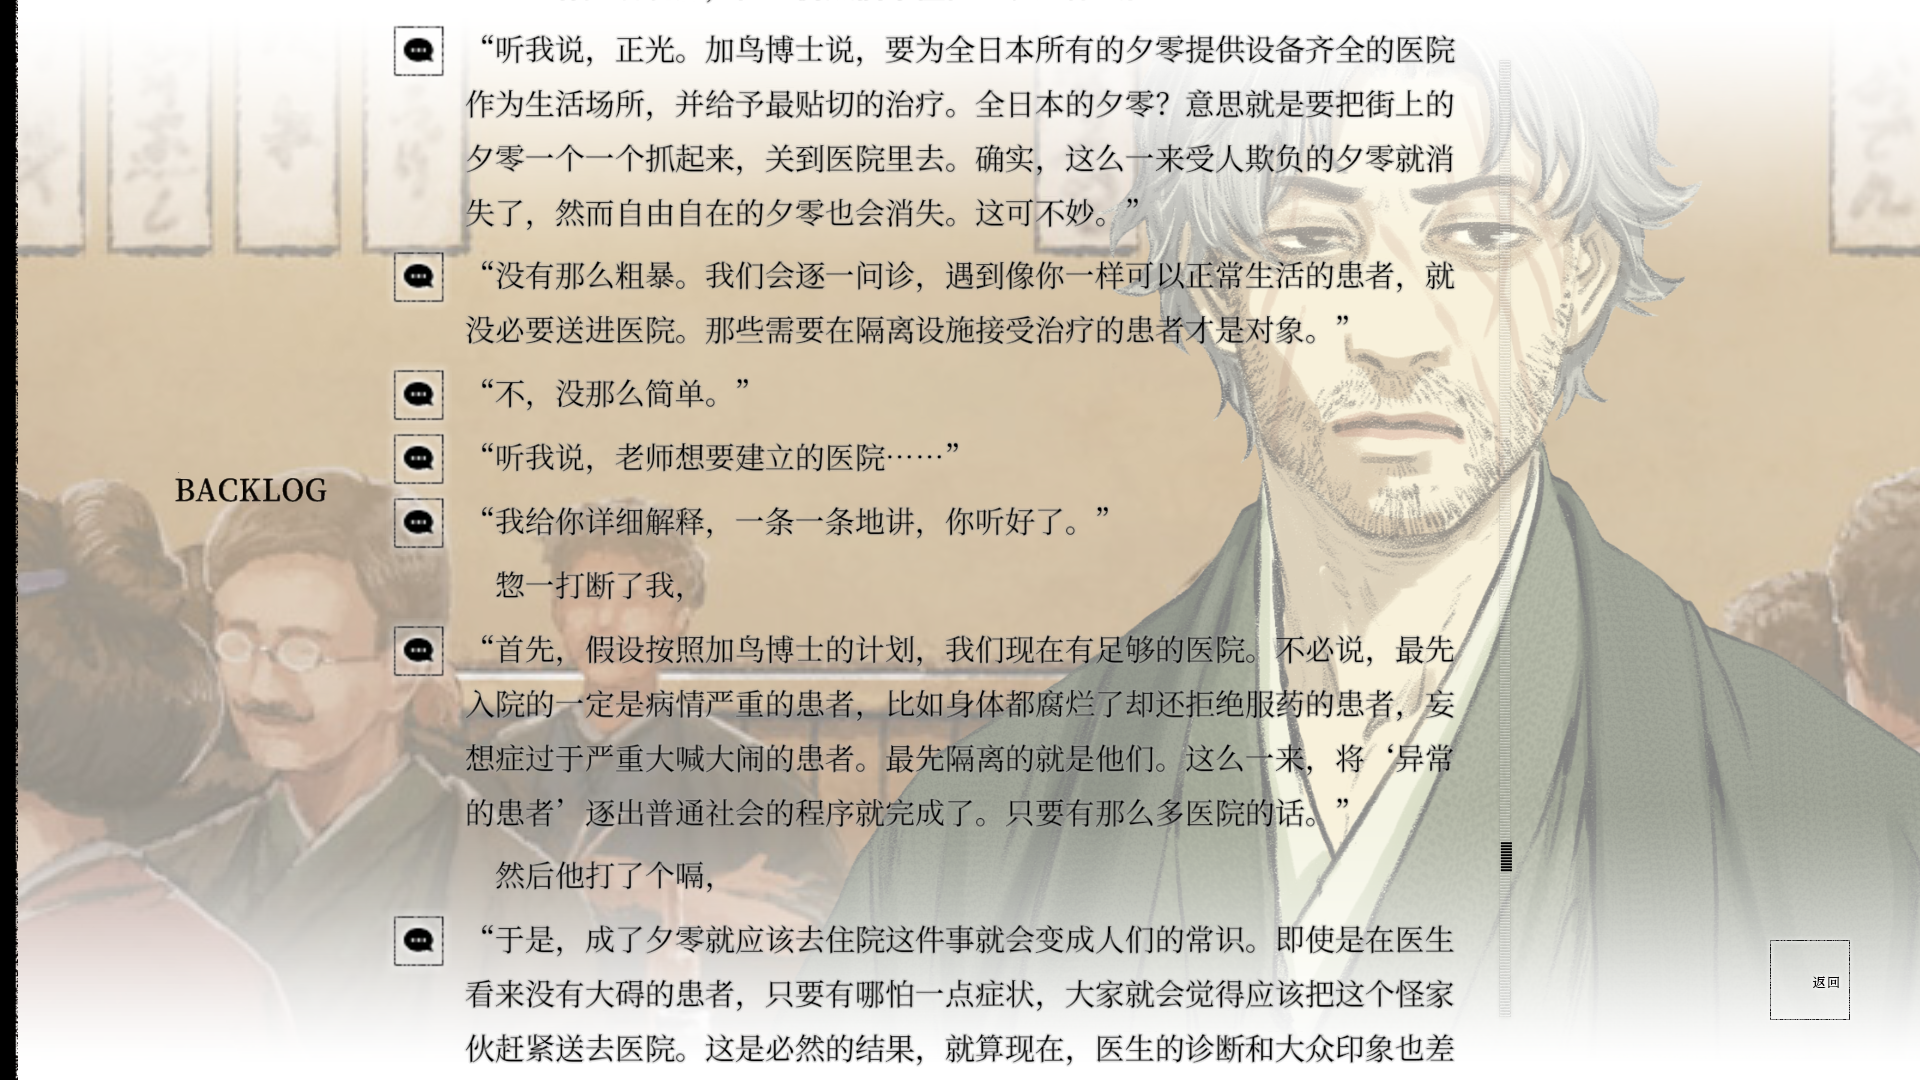 “听我说，正光。加鸟博士说，要为全日本所有的夕零提供设备齐全的医院
作为生活场所，并给予最贴切的治疗。全日本的夕零？意思就是要把街上的
夕零一个一个抓起来，关到医院里去。确实，这么一来受人欺负的夕零就消
失了，然而自由自在的夕零也会消失。这可不妙。”
“没有那么粗暴。我们会逐一问诊，遇到像你一样可以正常生活的患者，就
没必要送进医院。那些需要在隔离设施接受治疗的患者才是对象。”
“不，没那么简单。”
“听我说，老师想要建立的医院……”
BACKLOG
“我给你详细解释，一条一条地讲，你听好了。”
惣一打断了我，
“首先，假设按照加鸟博士的计划，我们现在有足够的医院。不必说，最先
入院的一定是病情严重的患者，比如身体都腐烂了却还拒绝服药的患者，妄
想症过于严重大喊大闹的患者。最先隔离的就是他们。这么一来，将‘异常
的患者’逐出普通社会的程序就完成了。只要有那么多医院的话。”
然后他打了个嗝，
“于是，成了夕零就应该去住院这件事就会变成人们的常识。即使是在医生
看来没有大碍的患者，只要有哪怕一点症状，大家就会觉得应该把这个怪家
伙赶紧送去医院。这是必然的结果，就算现在，医生的诊断和大众印象也差
返回